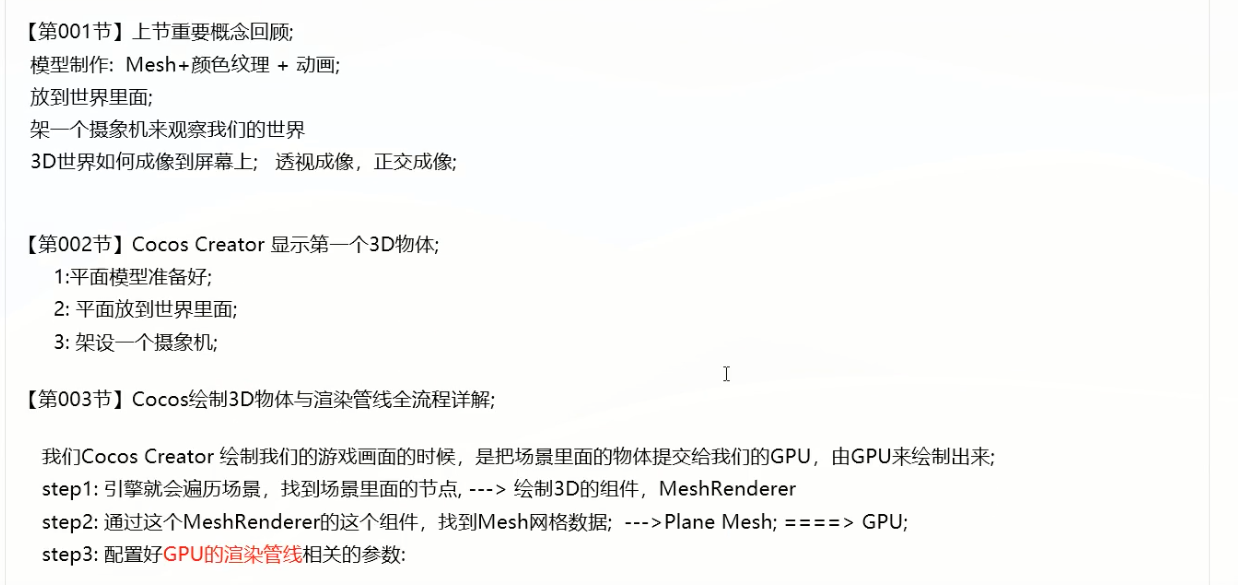 【第001节】上节重要概念回顾;
模型制作: Mesh+颜色纹理 + 动画;
放到世界里面;
架一个摄象机来观察我们的世界
3D世界如何成像到屏幕上; 透视成像，正交成像;
【第002节】Cocos Creator 显示第一个3D物体;
1:平面模型准备好;
2: 平面放到世界里面;
3: 架设一个摄象机;
【第003节】Cocos绘制3D物体与渲染管线全流程详解;
我们Cocos Creator 绘制我们的游戏画面的时候，是把场景里面的物体提交给我们的GPU，由GPU来绘制出来;
step1: 引擎就会遍历场景，找到场景里面的节点, ---> 绘制3D的组件，MeshRenderer
step2: 通过这个MeshRenderer的这个组件，找到Mesh网格数据; --->Plane Mesh; ====> GPU;
step3: 配置好GPU的渲染管线相关的参数: